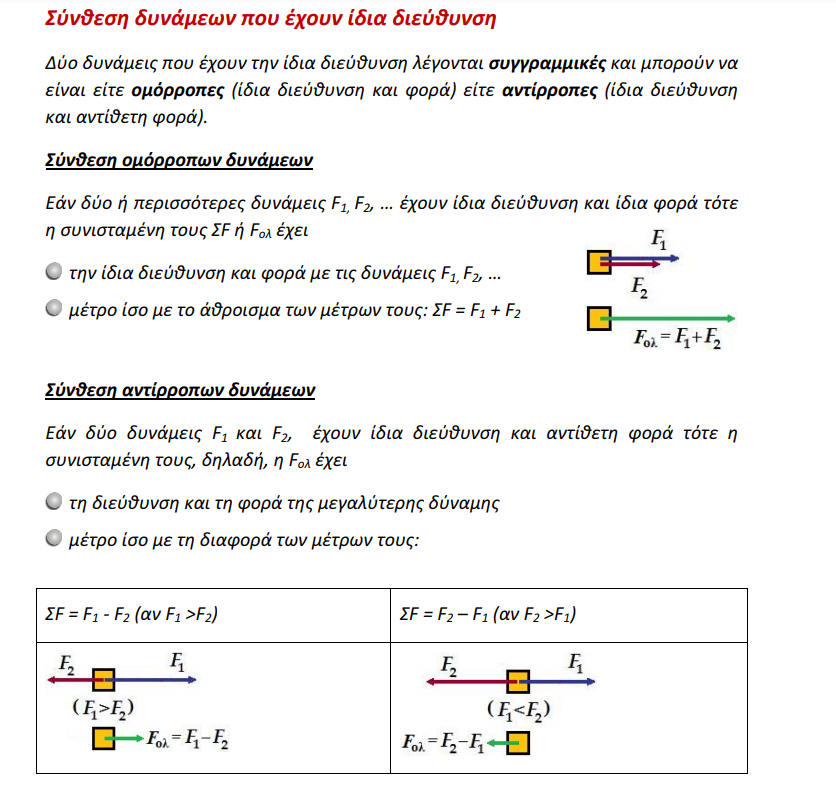 Σύνθεση δυνάμεων που έχουν ίδια διεύθυνση
Δύο δυνάμεις που έχουν την ίδια διεύθυνση λέγονται συγγραμμικές και μπορούν να
είναι είτε ομόρροπες (ίδια διεύθυνση και φορά) είτε αντίρροπες (ίδια διεύθυνση
και αντίθετη φορά).
Σύνθεση ομόρροπων δυνάμεων
Εάν δύο ή περισσότερες δυνάμεις F₁, F₂, ... έχουν ίδια διεύθυνση και ίδια φορά τότε
η συνισταμένη τους ΣF ή Fολ έχει
την ίδια διεύθυνση και φορά με τις δυνάμεις F₁, F₂, ...
μέτρο ίσο με το άθροισμα των μέτρων τους: ΣF = F₁ + F₂
F₁
F₂
Fολ = F₁+F₂
Σύνθεση αντίρροπων δυνάμεων
Εάν δύο δυνάμεις F₁ και F₂, έχουν ίδια διεύθυνση και αντίθετη φορά τότε η
συνισταμένη τους, δηλαδή, η Fολ έχει
τη διεύθυνση και τη φορά της μεγαλύτερης δύναμης
μέτρο ίσο με τη διαφορά των μέτρων τους:
ΣF = F₁ - F₂ (αν F₁ >F₂)
ΣF = F₂ – F₁ (αν F₂ >F₁)
F₂ F₁
(F₁>F₂)
Fολ = F₁–F₂
F₂ F₁
(F₁<F₂)
Fολ = F₂–F₁